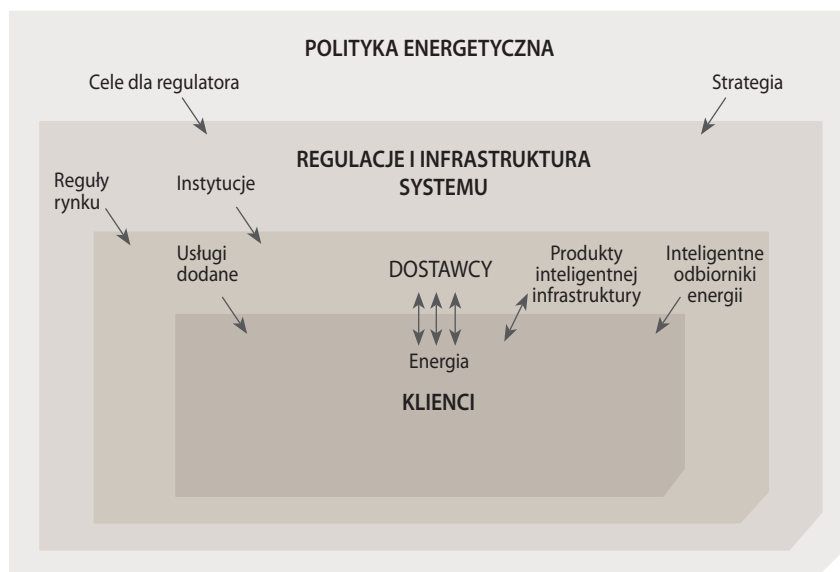 POLITYKA ENERGETYCZNA
Cele dla regulatora
Strategia
REGULACJE I INFRASTRUKTURA
SYSTEMU
Reguły
rynku
Instytucje
Usługi
dodane
DOSTAWCY
Produkty
inteligentnej
infrastruktury
Inteligentne
odbiorniki
energii
Energia
KLIENCI